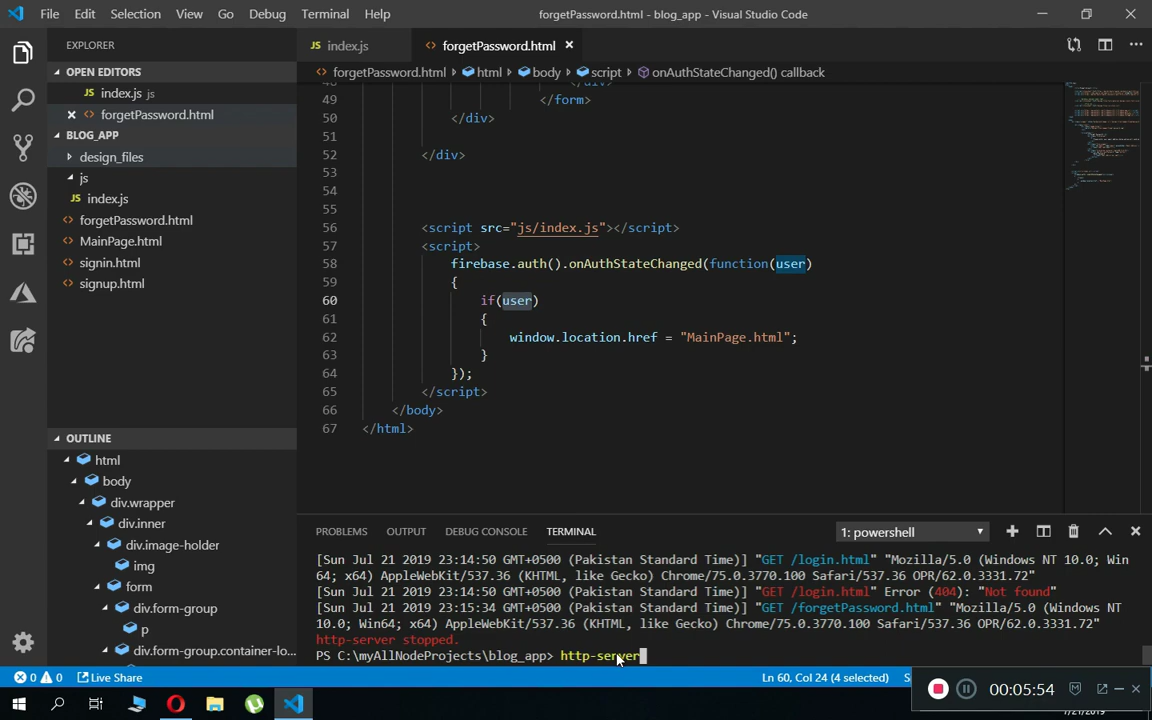 File Edit Selection View Go Debug Terminal Help
forgetPassword.html - blog_app - Visual Studio Code
EXPLORER
OPEN EDITORS
JS index.js js
<> forgetPassword.html
BLOG_APP
design_files
js
JS index.js
<> forgetPassword.html
<> MainPage.html
<> signin.html
<> signup.html
OUTLINE
html
body
div.wrapper
div.inner
div.image-holder
img
form
div.form-group
p
div.form-group.container-lo...
JS index.js
<> forgetPassword.html
<> forgetPassword.html html body script onAuthStateChanged() callback
49 </form>
50 </div>
51
52 </div>
53
54
55
56 <script src="js/index.js"></script>
57 <script>
58 firebase.auth().onAuthStateChanged(function(user)
59 {
60 if(user)
61 {
62 window.location.href = "MainPage.html";
63 }
64 });
65 </script>
66 </body>
67 </html>
PROBLEMS OUTPUT DEBUG CONSOLE TERMINAL 1: powershell
[Sun Jul 21 2019 23:14:50 GMT+0500 (Pakistan Standard Time)] "GET /login.html" "Mozilla/5.0 (Windows NT 10.0; Win
64; x64) AppleWebKit/537.36 (KHTML, like Gecko) Chrome/75.0.3770.100 Safari/537.36 OPR/62.0.3331.72"
[Sun Jul 21 2019 23:14:50 GMT+0500 (Pakistan Standard Time)] "GET /login.html" Error (404): "Not found"
[Sun Jul 21 2019 23:15:34 GMT+0500 (Pakistan Standard Time)] "GET /forgetPassword.html" "Mozilla/5.0 (Windows NT
10.0; Win64; x64) AppleWebKit/537.36 (KHTML, like Gecko) Chrome/75.0.3770.100 Safari/537.36 OPR/62.0.3331.72"
http-server stopped.
PS C:\myAllNodeProjects\blog_app> http-server
0 0 Live Share
Ln 60, Col 24 (4 selected)
00:05:54